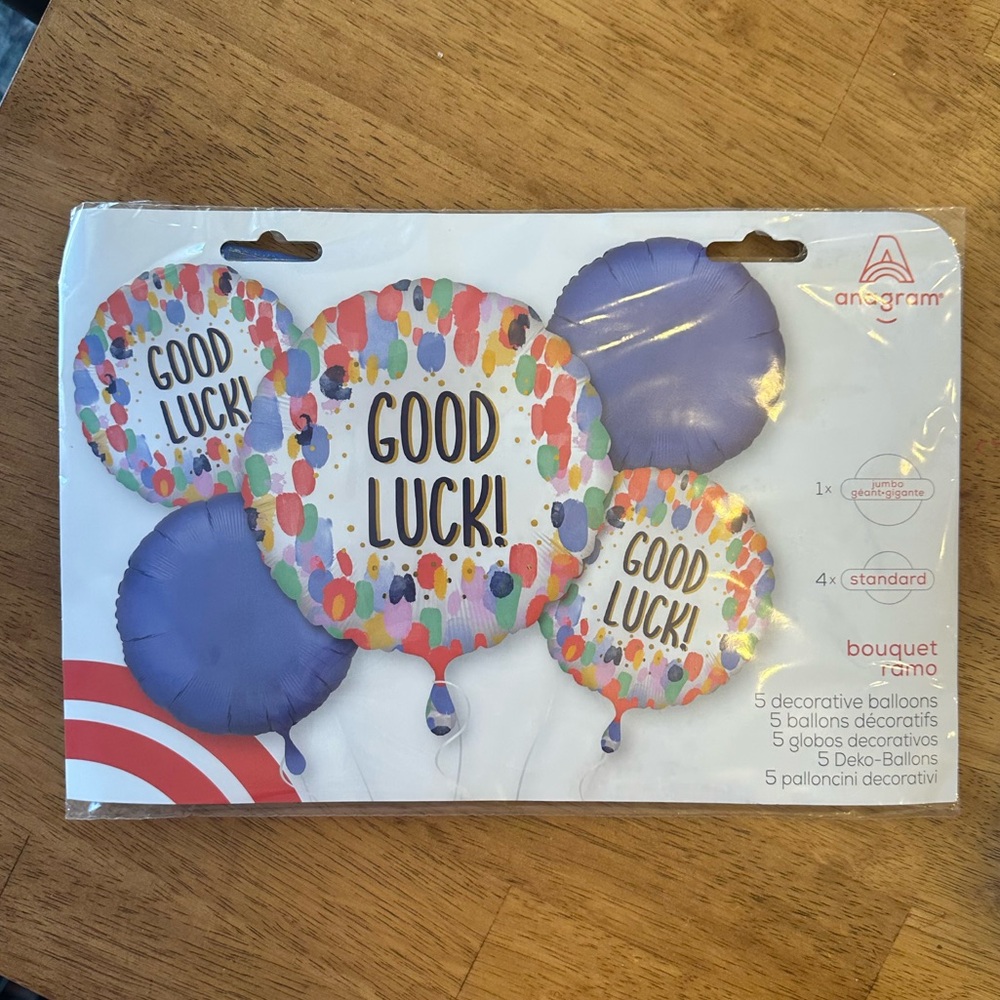 GOOD
LUCK!
GOOD
LUCK!
GOOD
LUCK!
anagram
1x
jumbo
géant•gigante
4x
standard
bouquet
ramo
5 decorative balloons
5 ballons décoratifs
5 globos decorativos
5 Deko-Ballons
5 palloncini decorativi